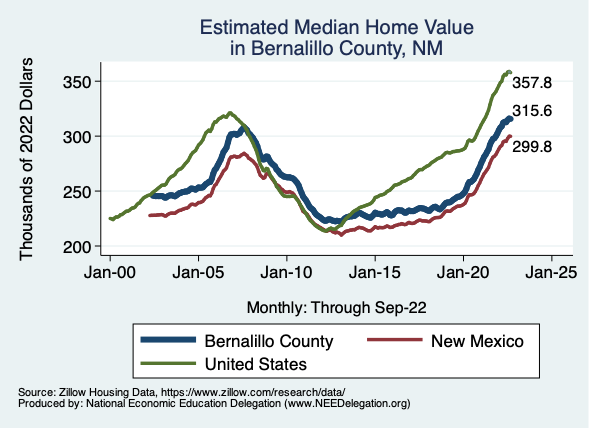 Estimated Median Home Value
in Bernalillo County, NM
Thousands of 2022 Dollars
350
300
250
200
357.8
315.6
299.8
Jan-00 Jan-05 Jan-10 Jan-15 Jan-20 Jan-25
Monthly: Through Sep-22
Bernalillo County New Mexico
United States
Source: Zillow Housing Data, https://www.zillow.com/research/data/
Produced by: National Economic Education Delegation (www.NEEDelegation.org)